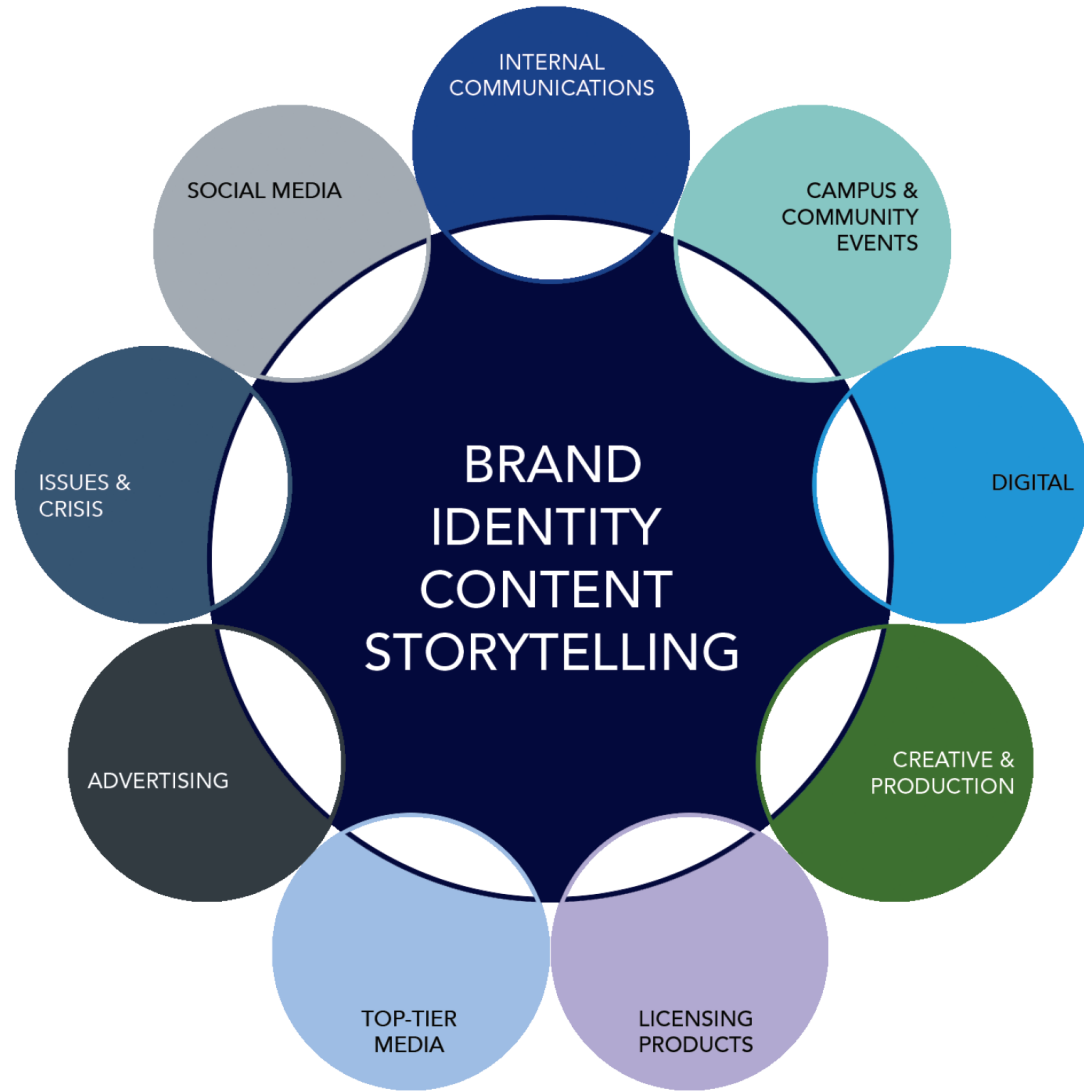 INTERNAL
COMMUNICATIONS
SOCIAL MEDIA
CAMPUS &
COMMUNITY
EVENTS
ISSUES &
CRISIS
BRAND
IDENTITY
CONTENT
STORYTELLING
DIGITAL
ADVERTISING
CREATIVE &
PRODUCTION
TOP-TIER
MEDIA
LICENSING
PRODUCTS